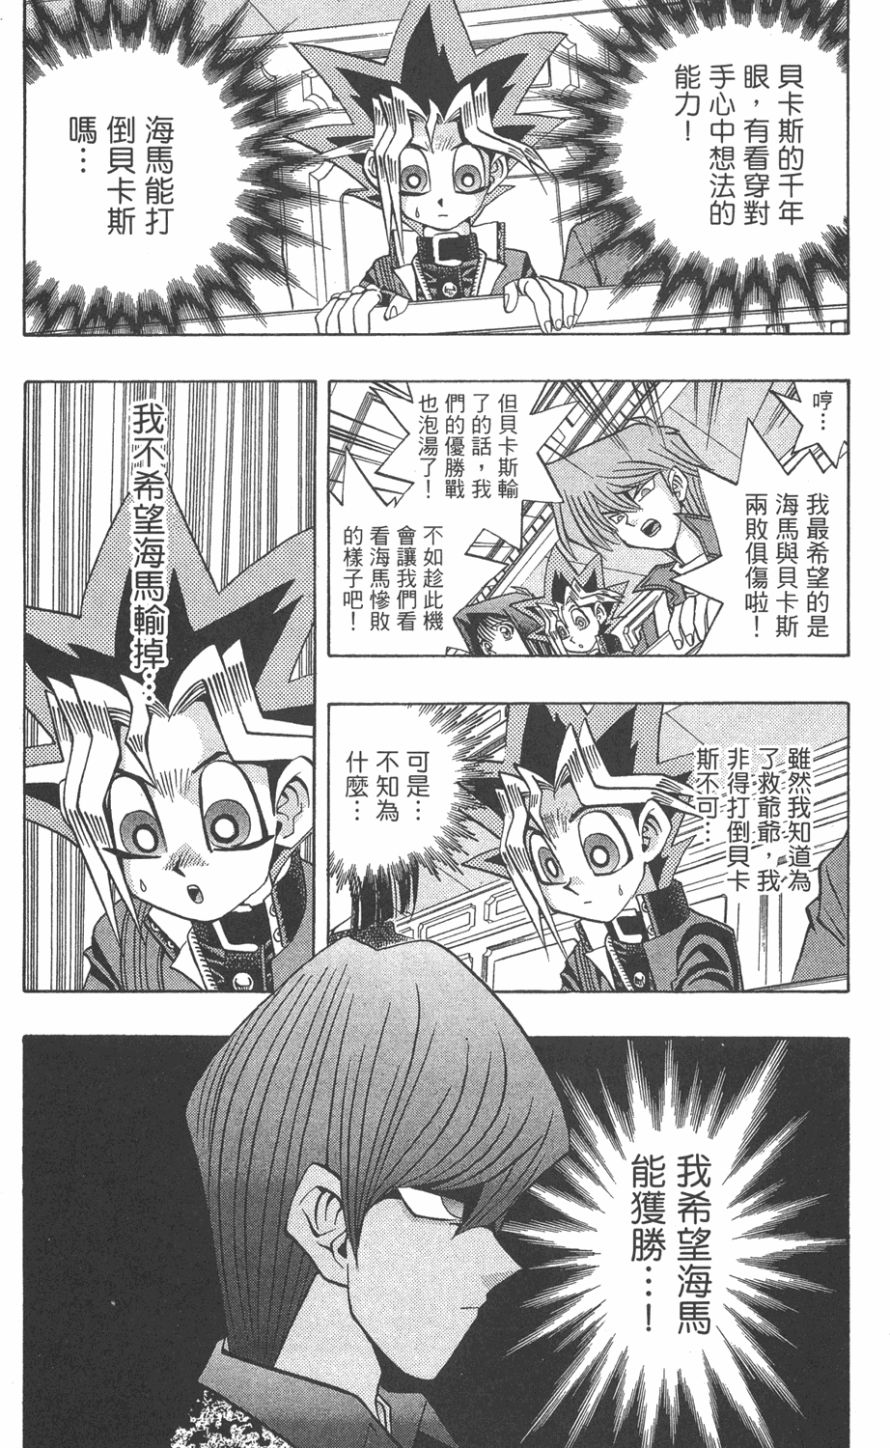 貝卡斯的千年
眼，有看穿對
手心中想法的
能力！
海馬能打
倒貝卡斯
嗎…
哼…
我最希望的是
海馬與貝卡斯
兩敗俱傷啦！
但貝卡斯輸
了的話，我
們的優勝戰
也泡湯了！
不如趁此機
會讓我們看
看海馬慘敗
的樣子吧！
雖然我知道為
了救爺爺，我
非得打倒貝卡
斯不可…
可是…
不知為
什麼…
我不希望海馬輸掉…
我希望海馬
能獲勝…！